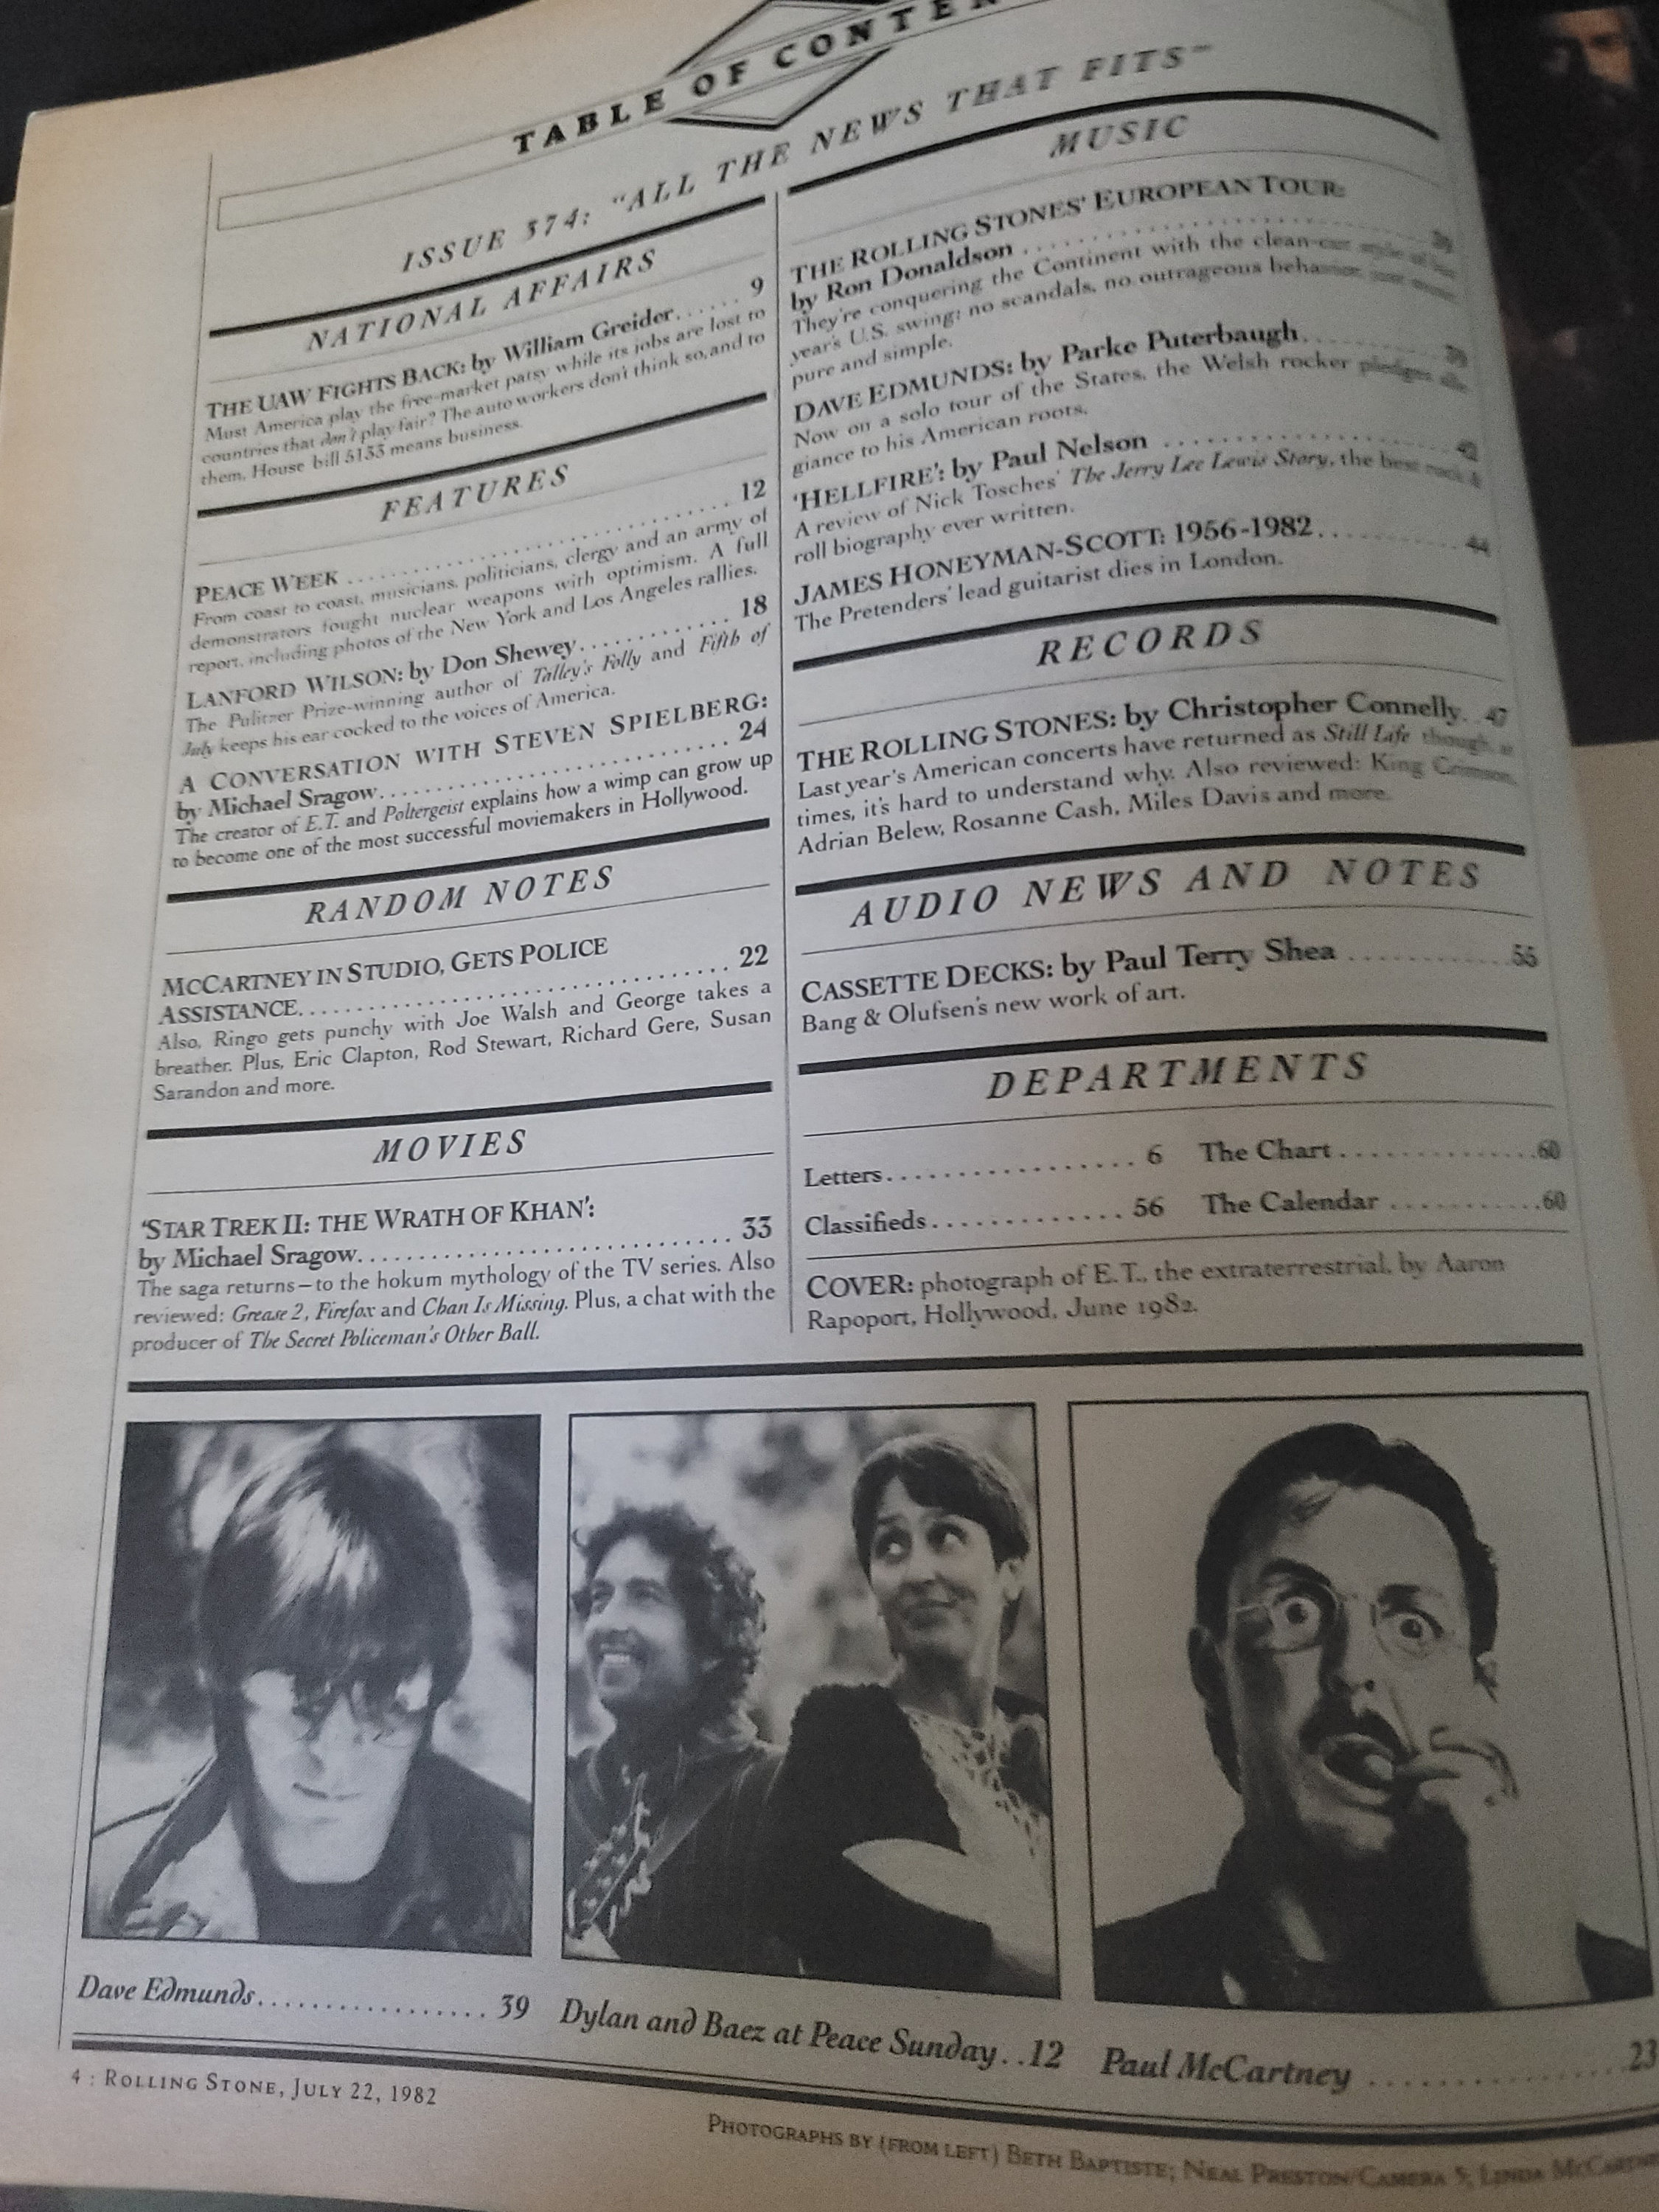 TABLE OF CONTEN
ISSUE 374: "ALL THE NEWS THAT FITS"
NATIONAL AFFAIRS
THE UAW FIGHTS BACK: by William Greider...... 9
Must America play the free-market patsy while its jobs are lost to
countries that don't play fair? The auto workers don't think so, and to
them, House bill 5133 means business.
FEATURES
PEACE WEEK .................................... 12
From coast to coast, musicians, politicians, clergy and an army of
demonstrators fought nuclear weapons with optimism. A full
report, including photos of the New York and Los Angeles rallies.
LANFORD WILSON: by Don Shewey............ 18
The Pulitzer Prize-winning author of Talley's Folly and Fifth of
July keeps his ear cocked to the voices of America.
A CONVERSATION WITH STEVEN SPIELBERG:
by Michael Sragow............................ 24
The creator of E.T. and Poltergeist explains how a wimp can grow up
to become one of the most successful moviemakers in Hollywood.
RANDOM NOTES
MCCARTNEY IN STUDIO, GETS POLICE
ASSISTANCE.................................. 22
Also, Ringo gets punchy with Joe Walsh and George takes a
breather. Plus, Eric Clapton, Rod Stewart, Richard Gere, Susan
Sarandon and more.
MOVIES
'STAR TREK II: THE WRATH OF KHAN':
by Michael Sragow............................. 33
The saga returns—to the hokum mythology of the TV series. Also
reviewed: Grease 2, Firefox and Chan Is Missing. Plus, a chat with the
producer of The Secret Policeman's Other Ball.
MUSIC
THE ROLLING STONES' EUROPEAN TOUR:
by Ron Donaldson ..............................
They're conquering the Continent with the clean-cut style of
year's U.S. swing: no scandals, no outrageous behavior,
pure and simple.
DAVE EDMUNDS: by Parke Puterbaugh........... 39
Now on a solo tour of the States, the Welsh rocker pledges alle-
giance to his American roots.
'HELLFIRE': by Paul Nelson ........................ 42
A review of Nick Tosches' The Jerry Lee Lewis Story, the best rock &
roll biography ever written.
JAMES HONEYMAN-SCOTT: 1956-1982............. 44
The Pretenders' lead guitarist dies in London.
RECORDS
THE ROLLING STONES: by Christopher Connelly.. 47
Last year's American concerts have returned as Still Life though at
times, it's hard to understand why. Also reviewed: King Crimson,
Adrian Belew, Rosanne Cash, Miles Davis and more.
AUDIO NEWS AND NOTES
CASSETTE DECKS: by Paul Terry Shea .............55
Bang & Olufsen's new work of art.
DEPARTMENTS
Letters.................. 6 The Chart...............60
Classifieds.............. 56 The Calendar ...........60
COVER: photograph of E.T., the extraterrestrial, by Aaron
Rapoport, Hollywood, June 1982.
Dave Edmunds.................. 39 Dylan and Baez at Peace Sunday. . .12 Paul McCartney ..................23
4 : ROLLING STONE, JULY 22, 1982
PHOTOGRAPHS BY (FROM LEFT) BETH BAPTISTE; NEAL PRESTON/CAMERA 5; LINDA MCCARTNE